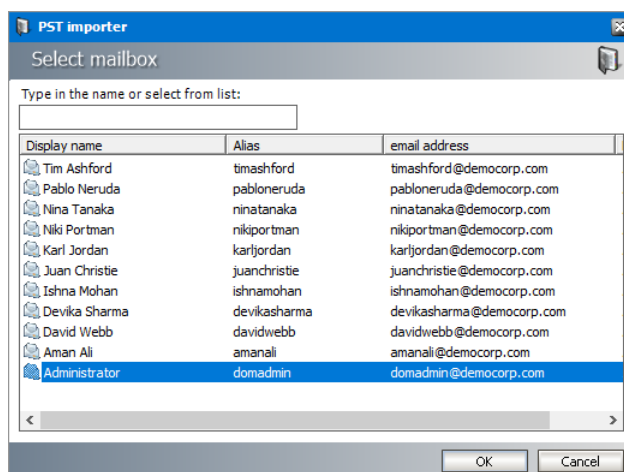 PST importer
Select mailbox
Type in the name or select from list:
Display name Alias email address
Tim Ashford timashford timashford@democorp.com
Pablo Neruda pabloneruda pabloneruda@democorp.com
Nina Tanaka ninatanaka ninatanaka@democorp.com
Niki Portman nikiportman nikiportman@democorp.com
Karl Jordan karljordan karljordan@democorp.com
Juan Christie juanchristie juanchristie@democorp.com
Ishna Mohan ishnamohan ishnamohan@democorp.com
Devika Sharma devikasharma devikasharma@democorp.com
David Webb davidwebb davidwebb@democorp.com
Aman Ali amanali amanali@democorp.com
Administrator domadmin domadmin@democorp.com
OK Cancel